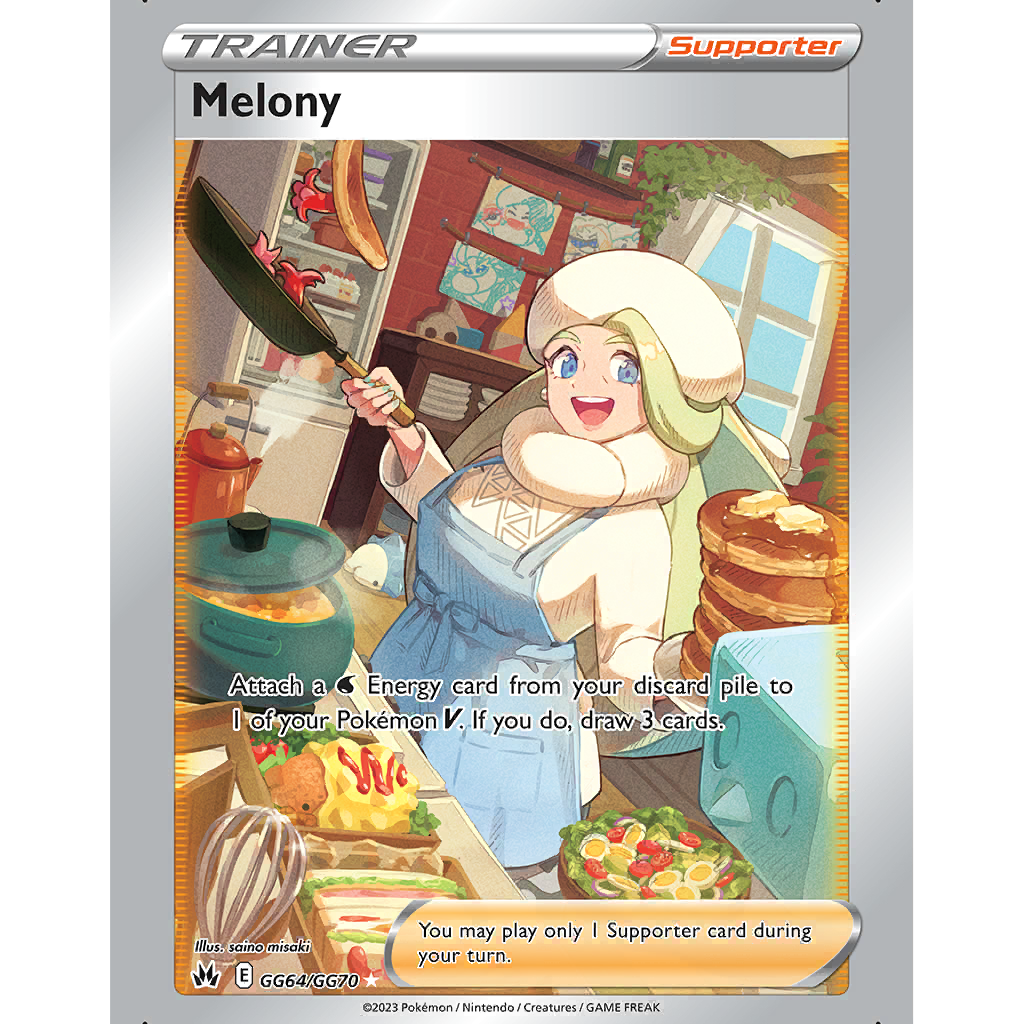 TRAINER Supporter
Melony
Attach a Energy card from your discard pile to
1 of your Pokémon V. If you do, draw 3 cards.
You may play only 1 Supporter card during
your turn.
Illus. saino misaki
E GG64/GG70
©2023 Pokémon / Nintendo / Creatures / GAME FREAK